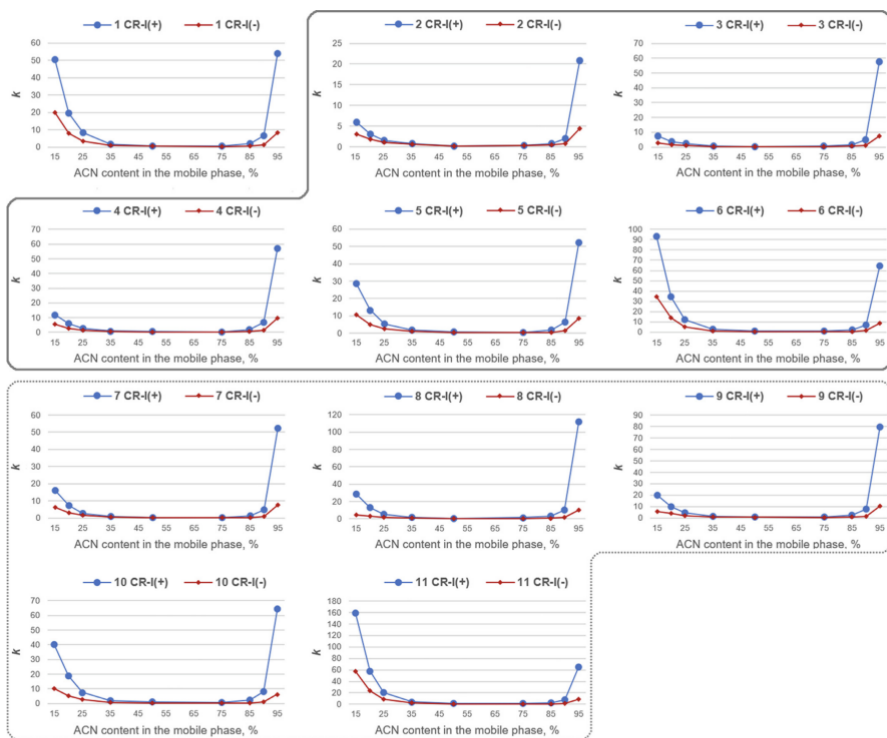 1 CR-I(+) 1 CR-I(-)
60
50
40
30
20
10
0
k
15 25 35 45 55 65 75 85 95
ACN content in the mobile phase, %
2 CR-I(+) 2 CR-I(-)
25
20
15
10
5
0
k
15 25 35 45 55 65 75 85 95
ACN content in the mobile phase, %
3 CR-I(+) 3 CR-I(-)
70
60
50
40
30
20
10
0
k
15 25 35 45 55 65 75 85 95
ACN content in the mobile phase, %
4 CR-I(+) 4 CR-I(-)
70
60
50
40
30
20
10
0
k
15 25 35 45 55 65 75 85 95
ACN content in the mobile phase, %
5 CR-I(+) 5 CR-I(-)
60
50
40
30
20
10
0
k
15 25 35 45 55 65 75 85 95
ACN content in the mobile phase, %
6 CR-I(+) 6 CR-I(-)
100
90
80
70
60
50
40
30
20
10
0
k
15 25 35 45 55 65 75 85 95
ACN content in the mobile phase, %
7 CR-I(+) 7 CR-I(-)
60
50
40
30
20
10
0
k
15 25 35 45 55 65 75 85 95
ACN content in the mobile phase, %
8 CR-I(+) 8 CR-I(-)
120
100
80
60
40
20
0
k
15 25 35 45 55 65 75 85 95
ACN content in the mobile phase, %
9 CR-I(+) 9 CR-I(-)
90
80
70
60
50
40
30
20
10
0
k
15 25 35 45 55 65 75 85 95
ACN content in the mobile phase, %
10 CR-I(+) 10 CR-I(-)
70
60
50
40
30
20
10
0
k
15 25 35 45 55 65 75 85 95
ACN content in the mobile phase, %
11 CR-I(+) 11 CR-I(-)
180
160
140
120
100
80
60
40
20
0
k
15 25 35 45 55 65 75 85 95
ACN content in the mobile phase, %